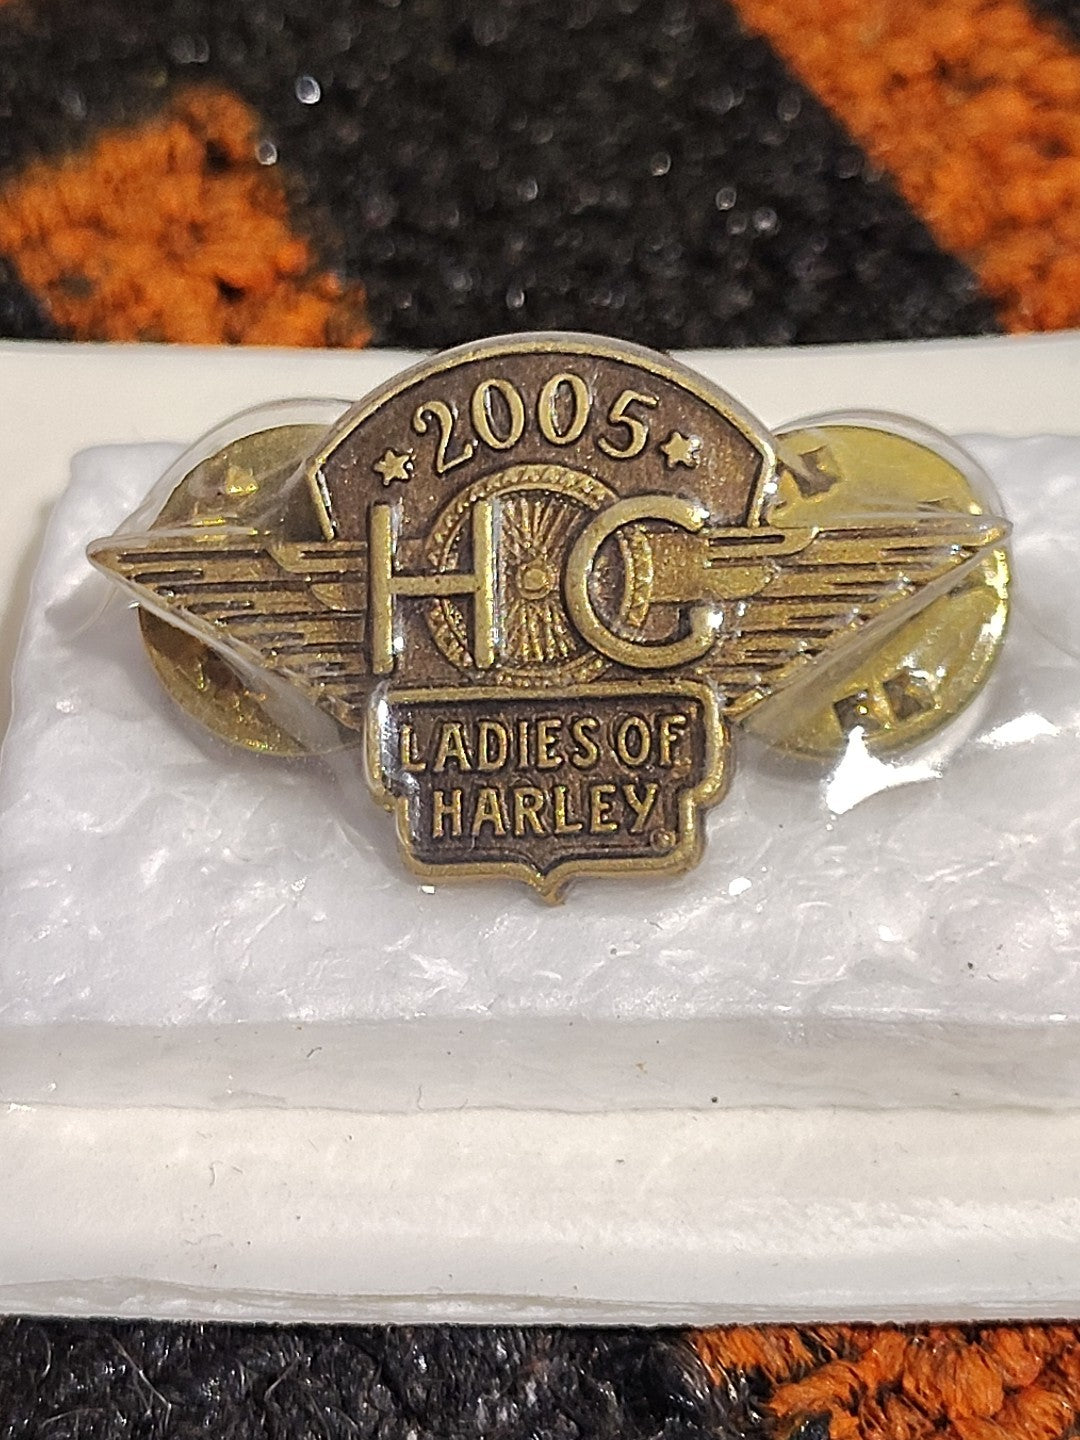 ★ 2005 ★
HOG
LADIES OF
HARLEY®